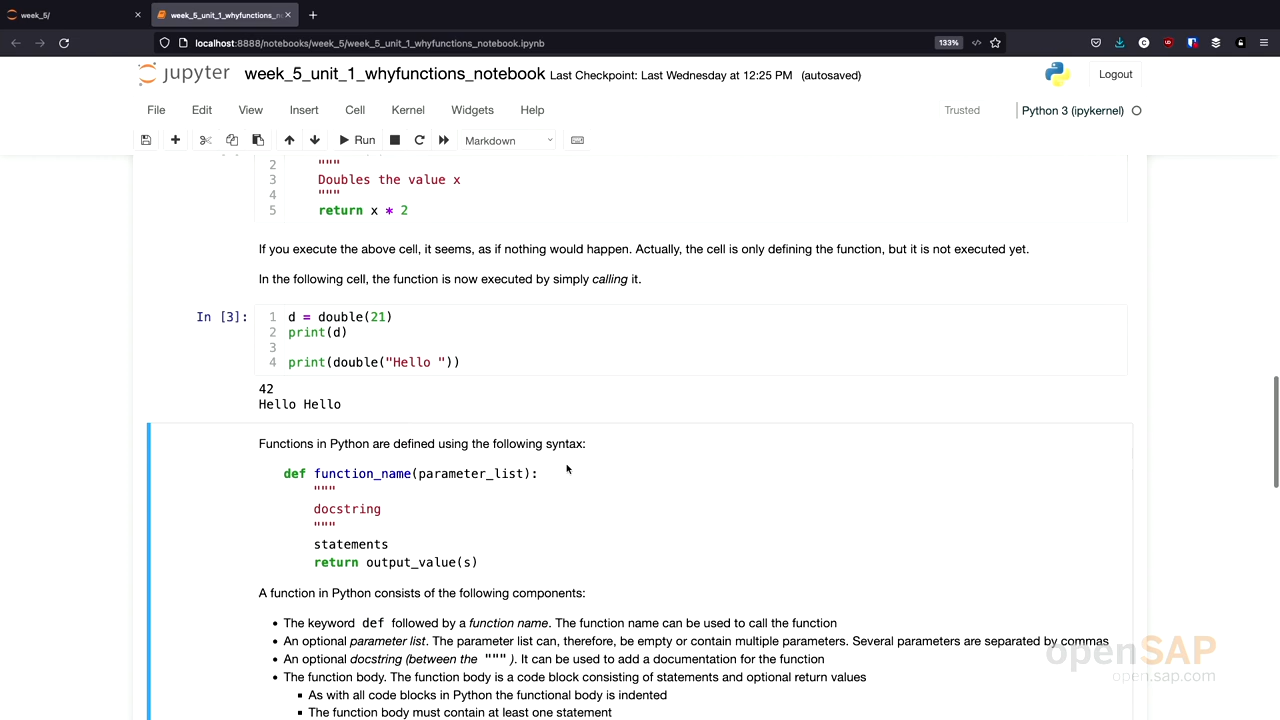 week_5/
week_5_unit_1_whyfunctions_n
localhost:8888/notebooks/week_5/week_5_unit_1_whyfunctions_notebook.ipynb
133%
jupyter week_5_unit_1_whyfunctions_notebook Last Checkpoint: Last Wednesday at 12:25 PM (autosaved)
Logout
File Edit View Insert Cell Kernel Widgets Help
Trusted
Python 3 (ipykernel)
Run
Markdown
2 """
3 Doubles the value x
4 """
5 return x * 2
If you execute the above cell, it seems, as if nothing would happen. Actually, the cell is only defining the function, but it is not executed yet.
In the following cell, the function is now executed by simply calling it.
In [3]:
1 d = double(21)
2 print(d)
3
4 print(double("Hello "))
42
Hello Hello
Functions in Python are defined using the following syntax:
def function_name(parameter_list):
"""
docstring
"""
statements
return output_value(s)
A function in Python consists of the following components:
• The keyword def followed by a function name. The function name can be used to call the function
• An optional parameter list. The parameter list can, therefore, be empty or contain multiple parameters. Several parameters are separated by commas
• An optional docstring (between the """ ). It can be used to add a documentation for the function
• The function body. The function body is a code block consisting of statements and optional return values
▪ As with all code blocks in Python the functional body is indented
▪ The function body must contain at least one statement
openSAP
open.sap.com